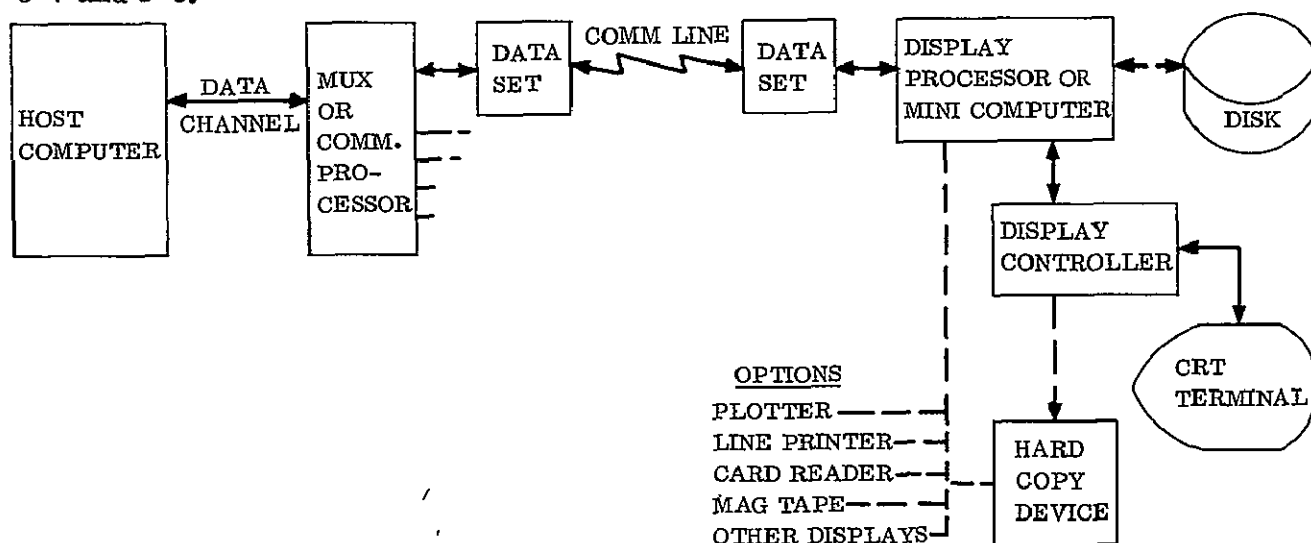 HOST
COMPUTER
DATA
CHANNEL
MUX
OR
COMM.
PRO-
CESSOR
DATA
SET
COMM LINE
DATA
SET
DISPLAY
PROCESSOR OR
MINI COMPUTER
DISK
DISPLAY
CONTROLLER
CRT
TERMINAL
OPTIONS
PLOTTER
LINE PRINTER
CARD READER
MAG TAPE
OTHER DISPLAYS
HARD
COPY
DEVICE